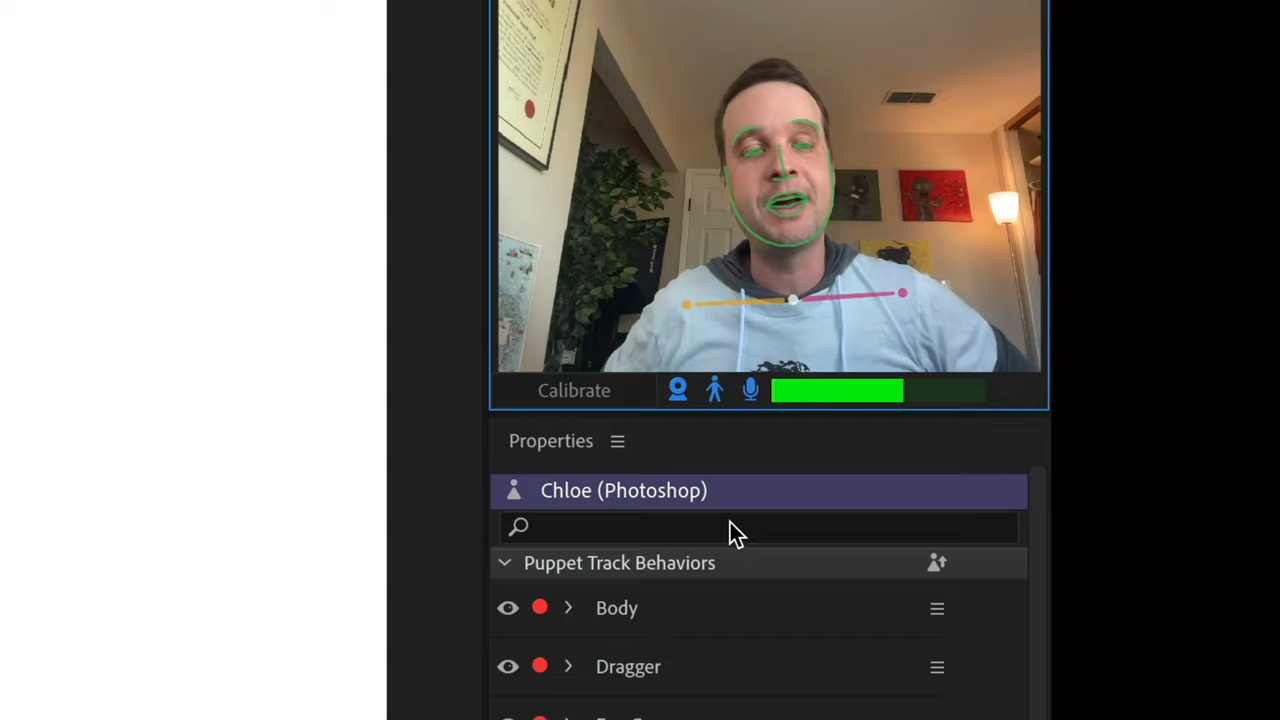 Calibrate
Properties
Chloe (Photoshop)
Puppet Track Behaviors
Body
Dragger